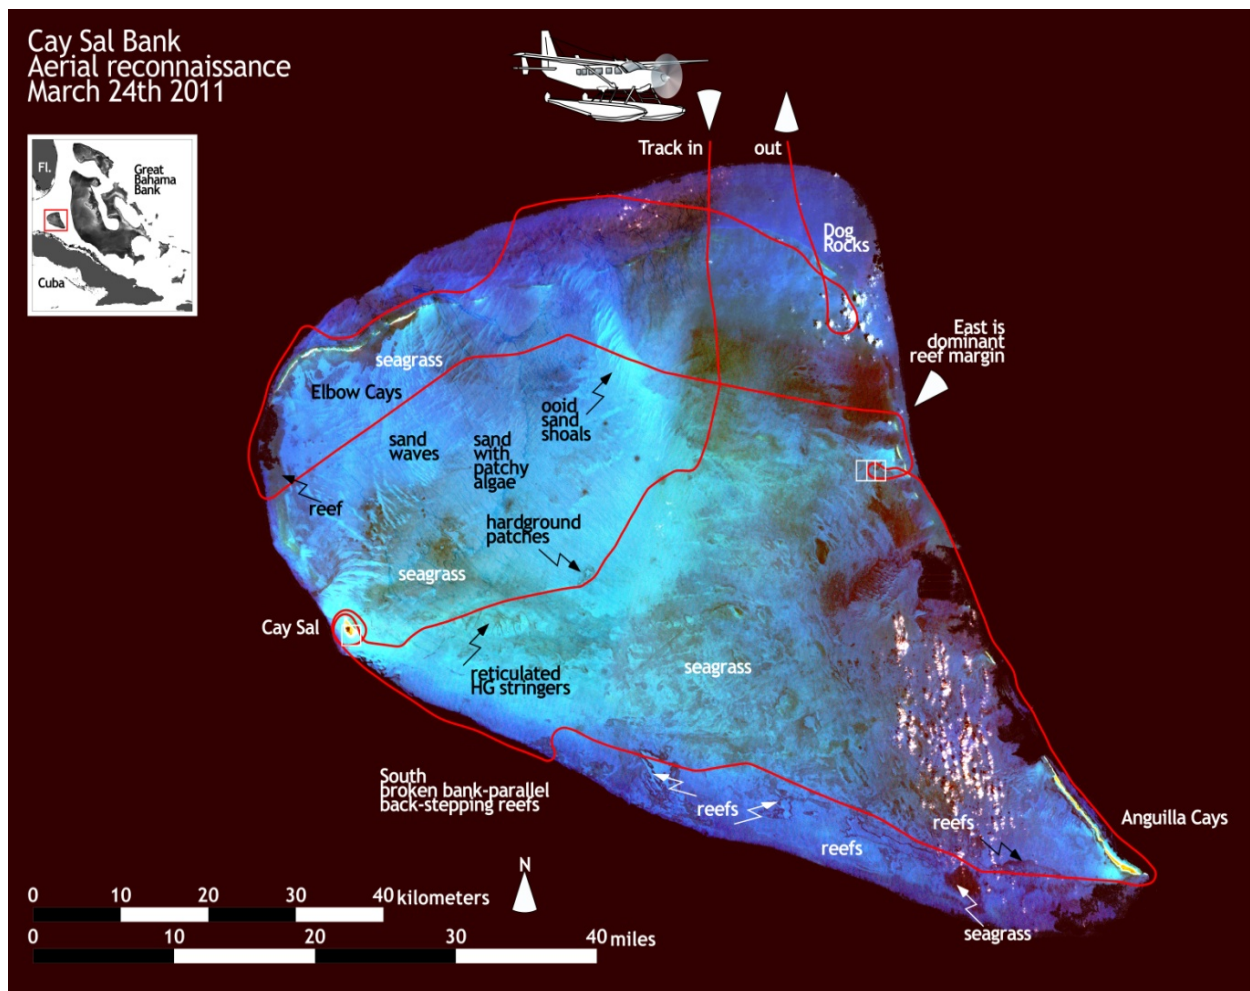 Cay Sal Bank
Aerial reconnaissance
March 24th 2011
Fl.
Great
Bahama
Bank
Cuba
Track in
out
Dog
Rocks
East is
dominant
reef margin
seagrass
Elbow Cays
ooid
sand
shoals
sand
waves
sand
with
patchy
algae
reef
hardground
patches
seagrass
Cay Sal
reticulated
HG stringers
seagrass
South
broken bank-parallel
back-stepping reefs
reefs
reefs
reefs
Anguilla Cays
seagrass
N
0 10 20 30 40 kilometers
0 10 20 30 40 miles